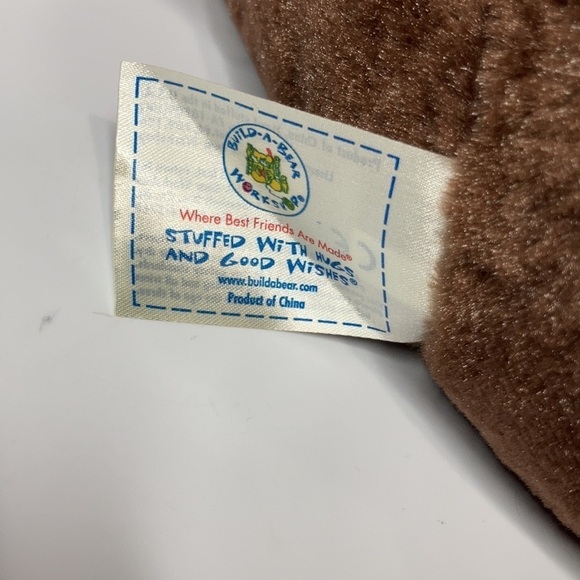 BUILD-A-BEAR
WORKSHOP®
Where Best Friends Are Made®
STUFFED WITH HUGS
AND GOOD WISHES®
www.buildabear.com
Product of China